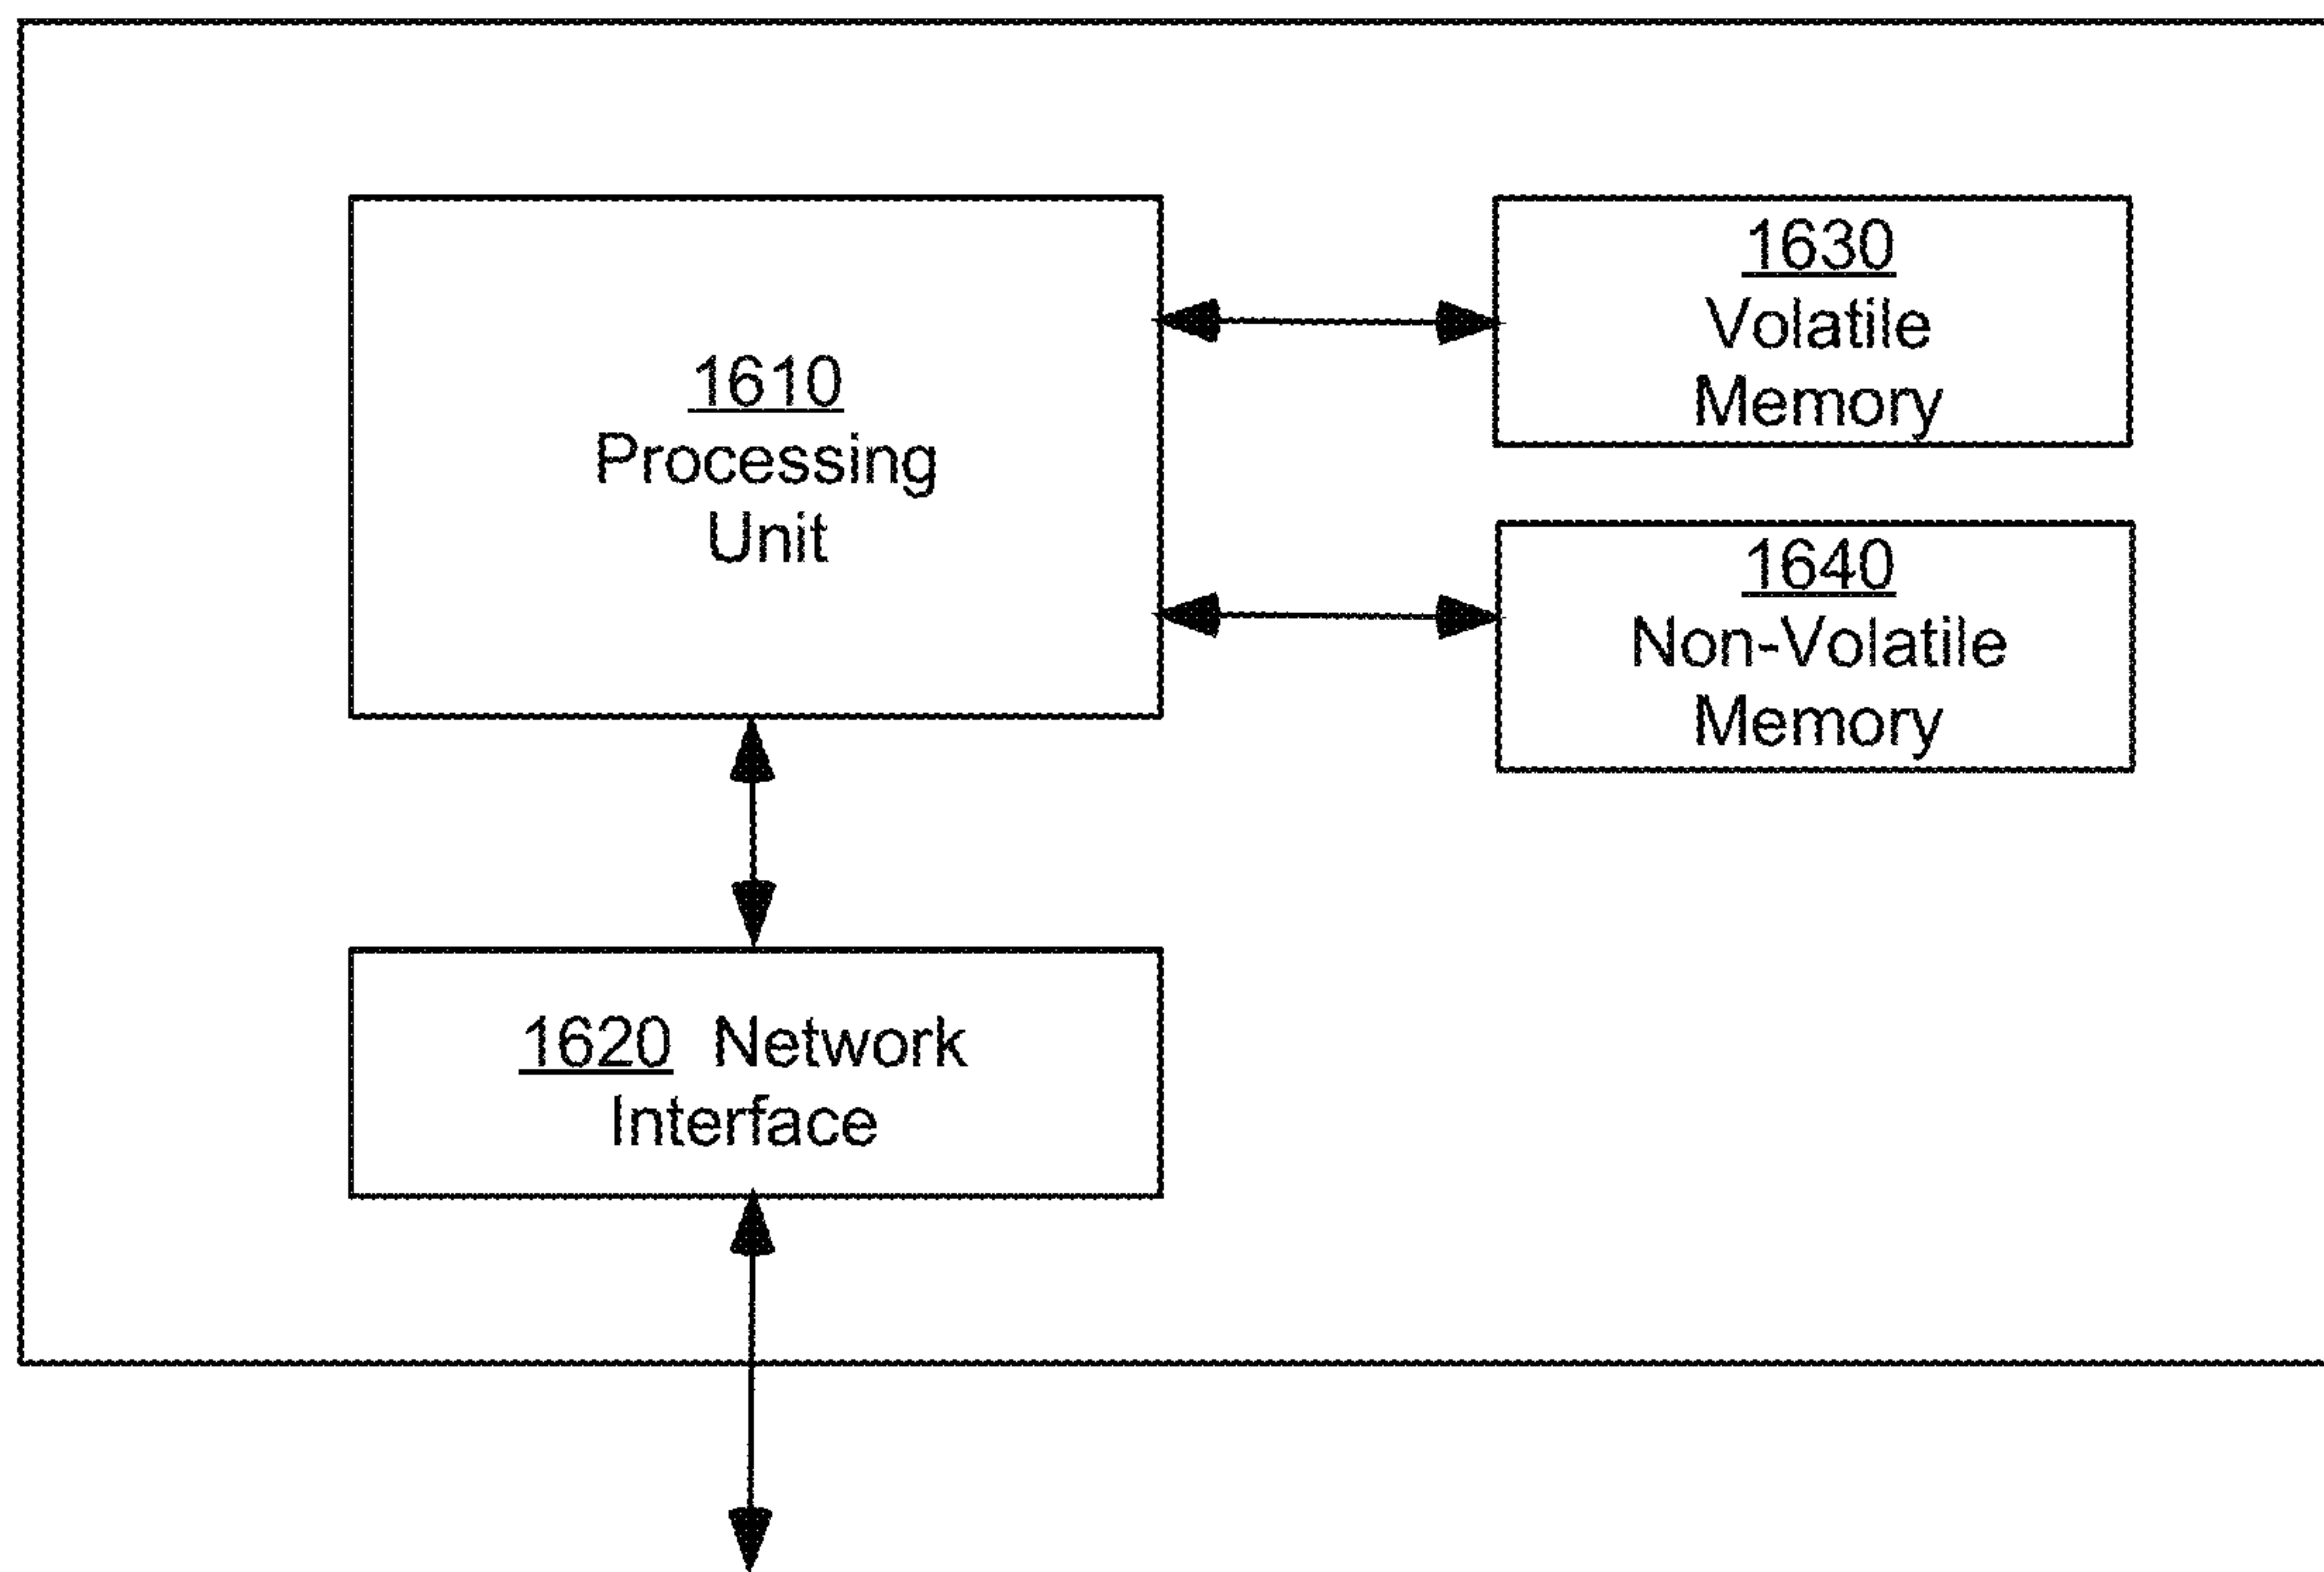 1610
Processing
Unit
1630
Volatile
Memory
1640
Non-Volatile
Memory
1620 Network
Interface